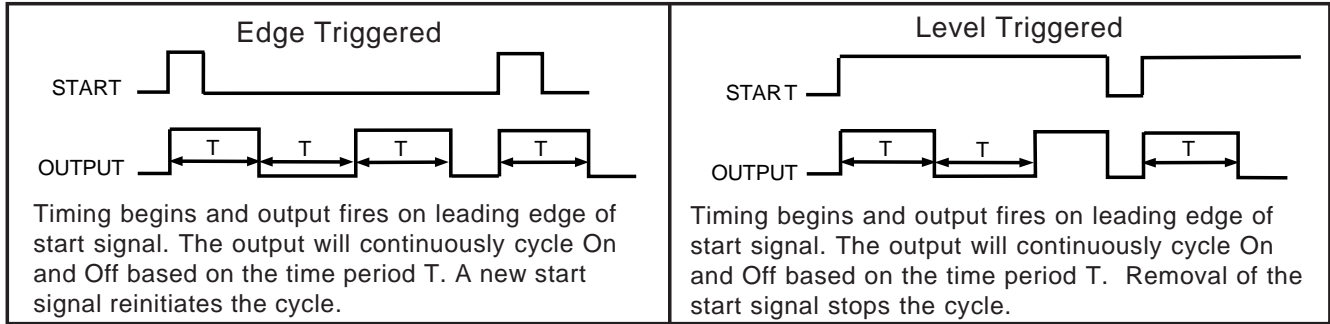 Edge Triggered
START
T T T T
OUTPUT
Timing begins and output fires on leading edge of
start signal. The output will continuously cycle On
and Off based on the time period T. A new start
signal reinitiates the cycle.
Level Triggered
START
T T T
OUTPUT
Timing begins and output fires on leading edge of
start signal. The output will continuously cycle On
and Off based on the time period T. Removal of the
start signal stops the cycle.